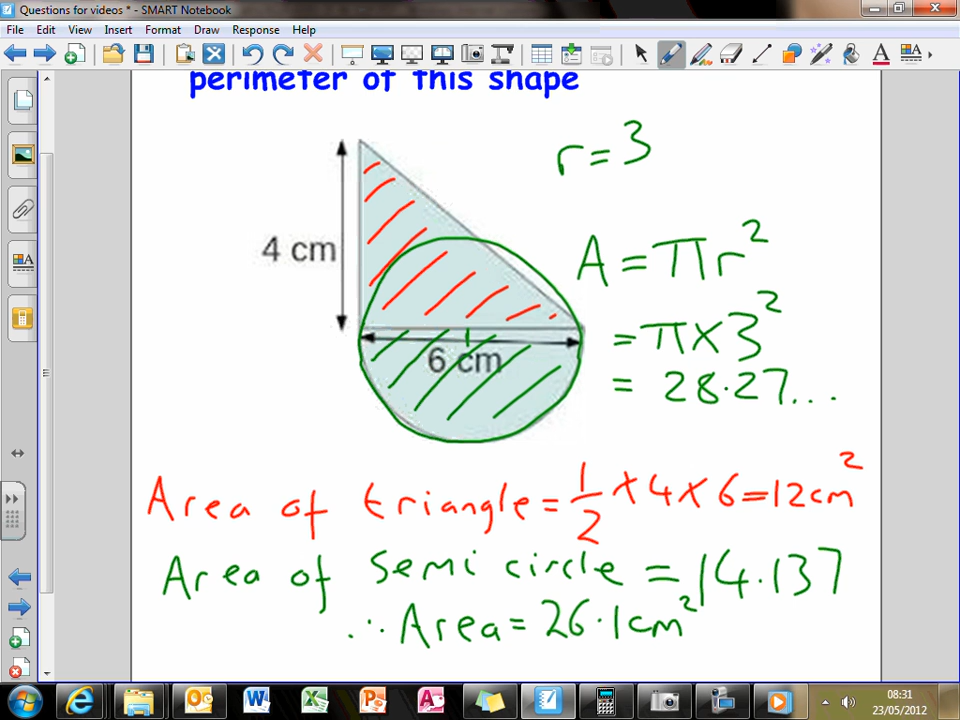 Questions for videos * - SMART Notebook
File Edit View Insert Format Draw Response Help
perimeter of this shape
r = 3
4 cm
A = πr²
= π × 3²
6 cm
= 28.27...
Area of triangle = 1/2 × 4 × 6 = 12cm²
Area of semi circle = 14.137
∴ Area = 26.1cm²
08:31
23/05/2012